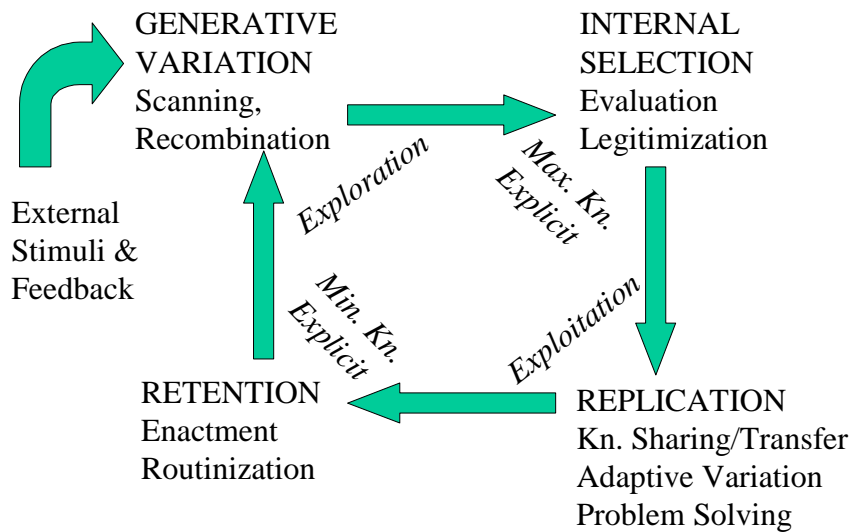 GENERATIVE
VARIATION
Scanning,
Recombination
INTERNAL
SELECTION
Evaluation
Legitimization
External
Stimuli &
Feedback
Exploration
Max. Kn.
Explicit
Min. Kn.
Explicit
Exploitation
RETENTION
Enactment
Routinization
REPLICATION
Kn. Sharing/Transfer
Adaptive Variation
Problem Solving